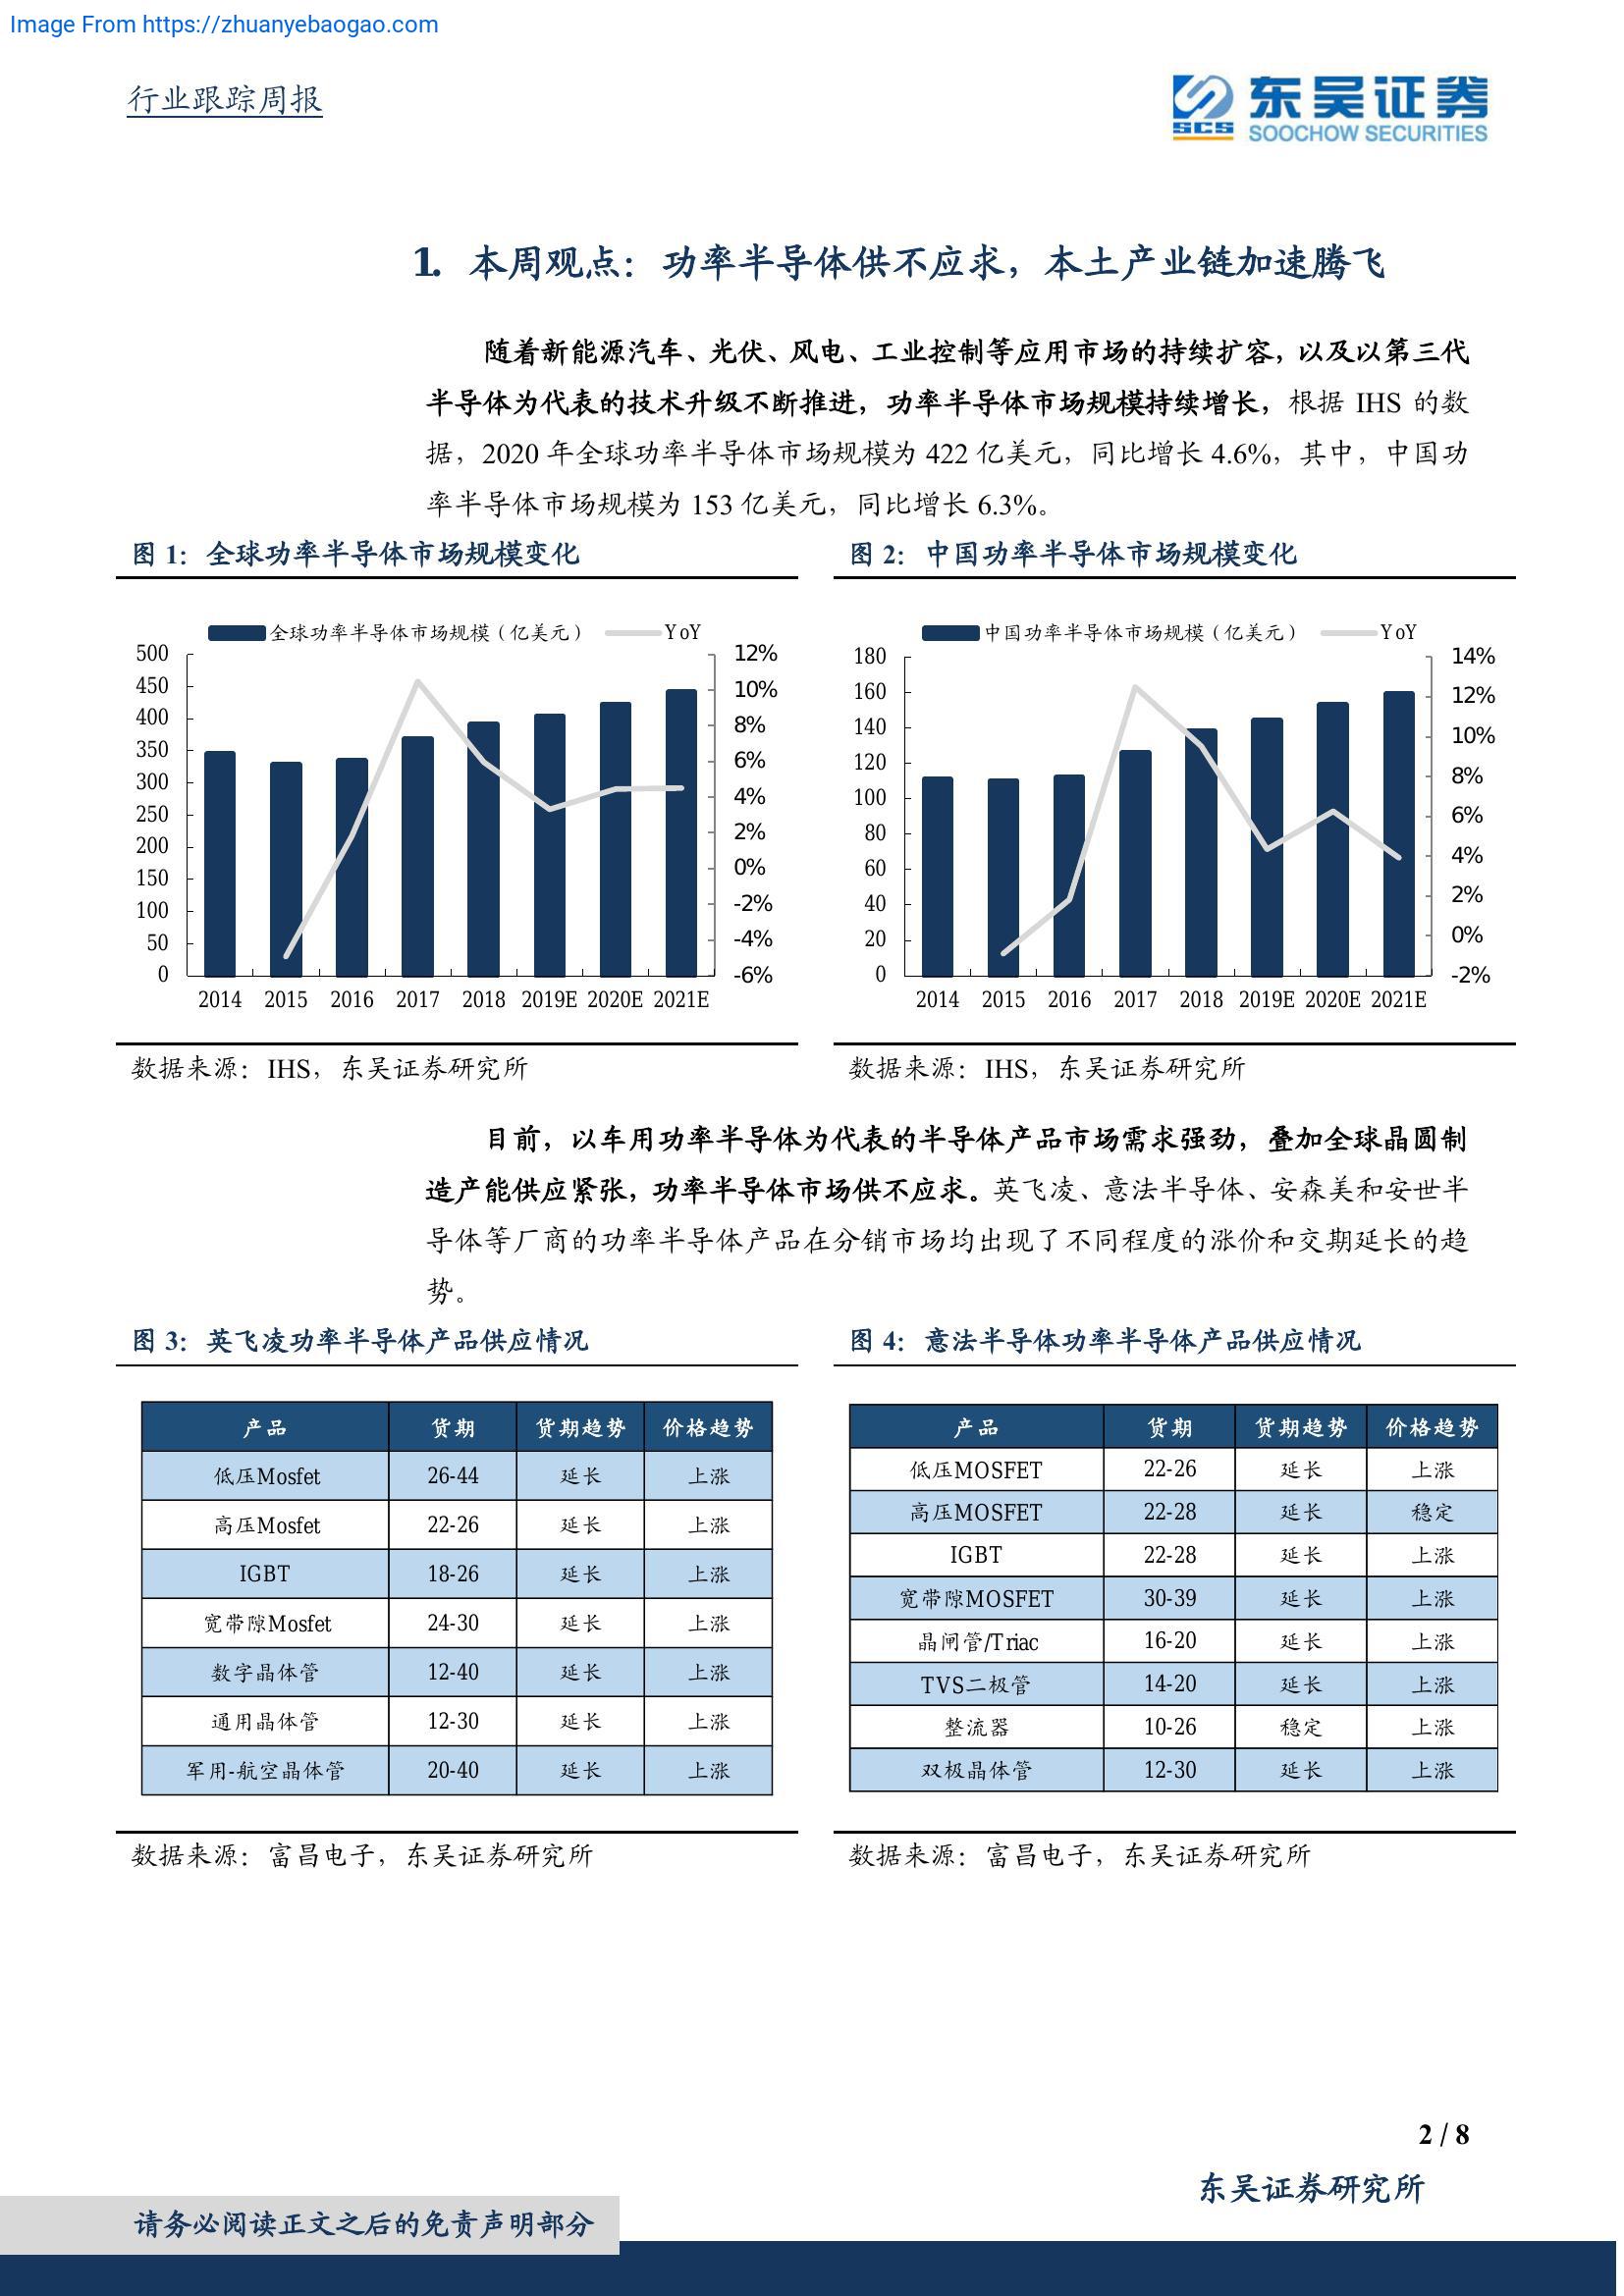 Image From https://zhuanyebaogao.com
行业跟踪周报
东吴证券
SCS
SOOCHOW SECURITIES
1. 本周观点：功率半导体供不应求，本土产业链加速腾飞
随着新能源汽车、光伏、风电、工业控制等应用市场的持续扩容，以及以第三代
半导体为代表的技术升级不断推进，功率半导体市场规模持续增长，根据 IHS 的数
据，2020 年全球功率半导体市场规模为 422 亿美元，同比增长 4.6%，其中，中国功
率半导体市场规模为 153 亿美元，同比增长 6.3%。
图 1：全球功率半导体市场规模变化
全球功率半导体市场规模（亿美元） YoY
500 12%
450 10%
400 8%
350 6%
300 4%
250 2%
200 0%
150 -2%
100 -4%
50 -6%
0
2014 2015 2016 2017 2018 2019E 2020E 2021E
数据来源：IHS，东吴证券研究所
图 2：中国功率半导体市场规模变化
中国功率半导体市场规模（亿美元） YoY
180 14%
160 12%
140 10%
120 8%
100 6%
80 4%
60 2%
40 0%
20 -2%
0
2014 2015 2016 2017 2018 2019E 2020E 2021E
数据来源：IHS，东吴证券研究所
目前，以车用功率半导体为代表的半导体产品市场需求强劲，叠加全球晶圆制
造产能供应紧张，功率半导体市场供不应求。英飞凌、意法半导体、安森美和安世半
导体等厂商的功率半导体产品在分销市场均出现了不同程度的涨价和交期延长的趋
势。
图 3：英飞凌功率半导体产品供应情况
产品 货期 货期趋势 价格趋势
低压Mosfet 26-44 延长 上涨
高压Mosfet 22-26 延长 上涨
IGBT 18-26 延长 上涨
宽带隙Mosfet 24-30 延长 上涨
数字晶体管 12-40 延长 上涨
通用晶体管 12-30 延长 上涨
军用-航空晶体管 20-40 延长 上涨
数据来源：富昌电子，东吴证券研究所
图 4：意法半导体功率半导体产品供应情况
产品 货期 货期趋势 价格趋势
低压MOSFET 22-26 延长 上涨
高压MOSFET 22-28 延长 稳定
IGBT 22-28 延长 上涨
宽带隙MOSFET 30-39 延长 上涨
晶闸管/Triac 16-20 延长 上涨
TVS二极管 14-20 延长 上涨
整流器 10-26 稳定 上涨
双极晶体管 12-30 延长 上涨
数据来源：富昌电子，东吴证券研究所
2 / 8
东吴证券研究所
请务必阅读正文之后的免责声明部分